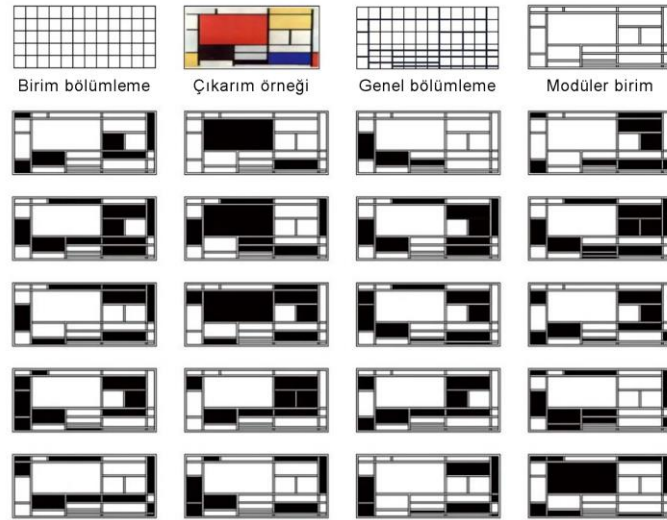 Birim bölümleme
Çıkarım örneği
Genel bölümleme
Modüler birim